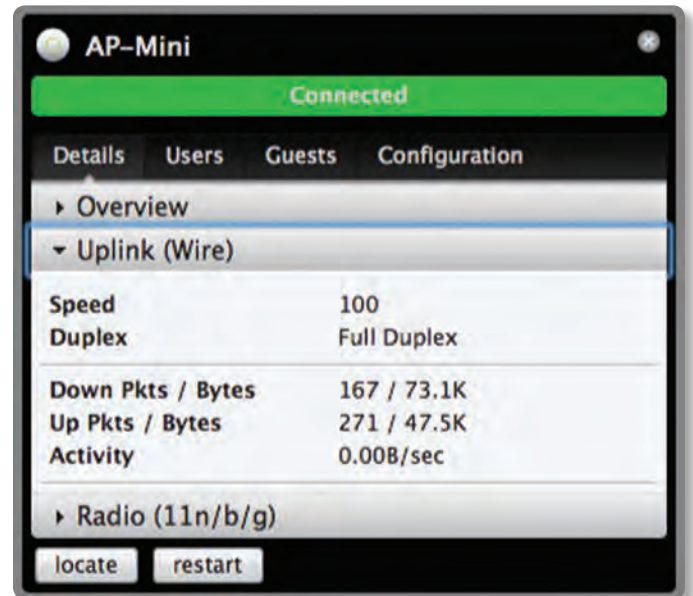 AP-Mini
Connected
Details Users Guests Configuration
Overview
Uplink (Wire)
Speed 100
Duplex Full Duplex
Down Pkts / Bytes 167 / 73.1K
Up Pkts / Bytes 271 / 47.5K
Activity 0.00B/sec
Radio (11n/b/g)
locate restart